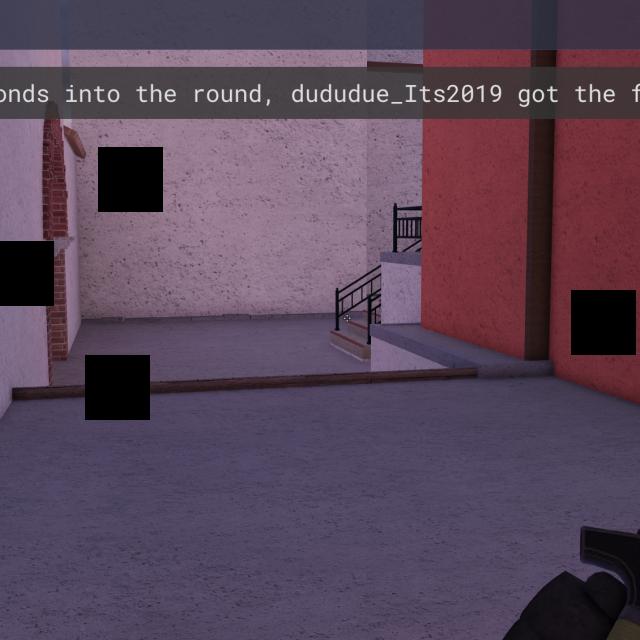 onds into the round, dududue_Its2019 got the f